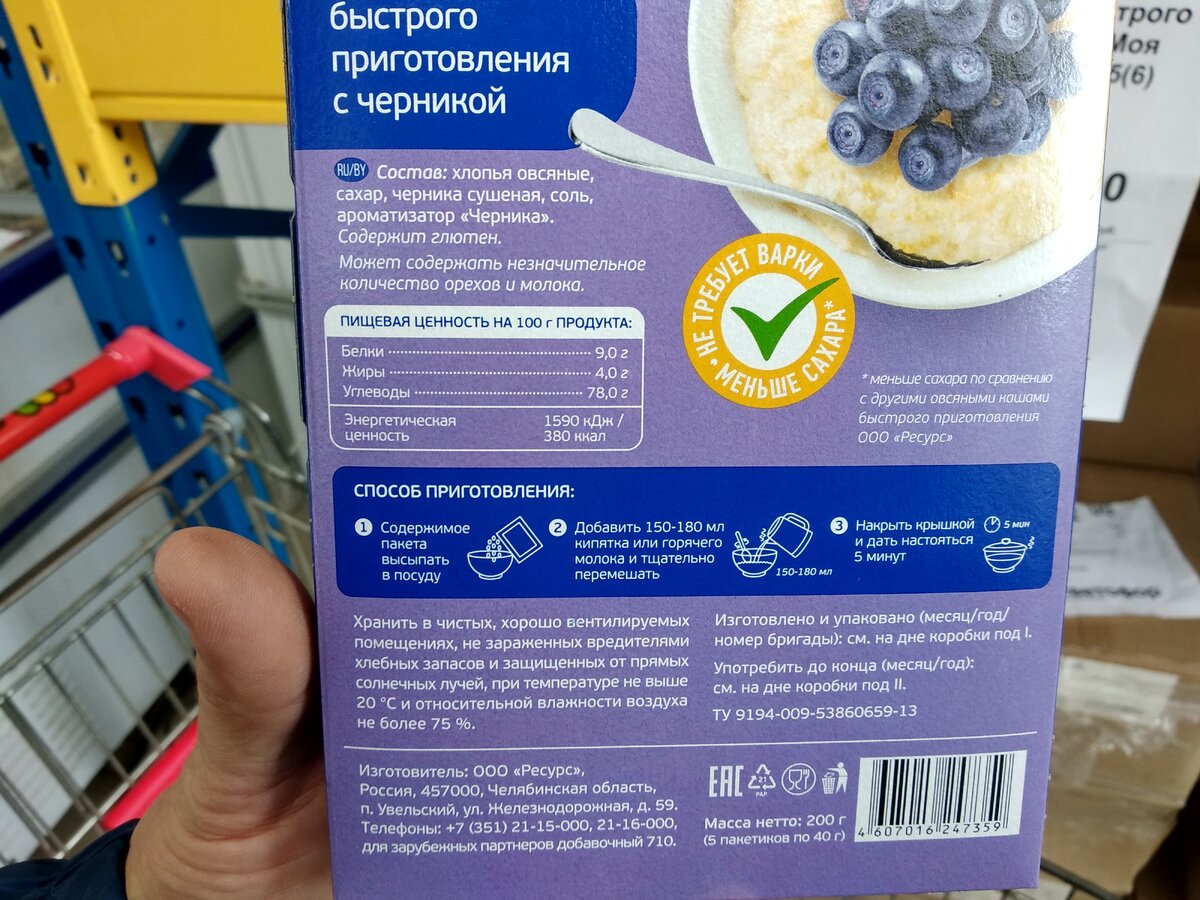 быстрого
приготовления
с черникой
RU/BY Состав: хлопья овсяные,
сахар, черника сушеная, соль,
ароматизатор «Черника».
Содержит глютен.
Может содержать незначительное
количество орехов и молока.
ПИЩЕВАЯ ЦЕННОСТЬ НА 100 г ПРОДУКТА:
Белки 9,0 г
Жиры 4,0 г
Углеводы 78,0 г
Энергетическая ценность 1590 кДж / 380 ккал
НЕ ТРЕБУЕТ ВАРКИ
• МЕНЬШЕ САХАРА*
* меньше сахара по сравнению
с другими овсяными кашами
быстрого приготовления
ООО «Ресурс»
СПОСОБ ПРИГОТОВЛЕНИЯ:
1 Содержимое
пакета
высыпать
в посуду
2 Добавить 150-180 мл
кипятка или горячего
молока и тщательно
перемешать
150-180 мл
3 Накрыть крышкой
и дать настояться
5 минут
5 мин
Хранить в чистых, хорошо вентилируемых
помещениях, не зараженных вредителями
хлебных запасов и защищенных от прямых
солнечных лучей, при температуре не выше
20 °С и относительной влажности воздуха
не более 75 %.
Изготовлено и упаковано (месяц/год/
номер бригады): см. на дне коробки под I.
Употребить до конца (месяц/год):
см. на дне коробки под II.
ТУ 9194-009-53860659-13
Изготовитель: ООО «Ресурс»,
Россия, 457000, Челябинская область,
п. Увельский, ул. Железнодорожная, д. 59.
Телефоны: +7 (351) 21-15-000, 21-16-000,
для зарубежных партнеров добавочный 710.
ЕАС
21
PAP
Масса нетто: 200 г
(5 пакетиков по 40 г)
4 607016 247359
трого
Моя
5(6)
0